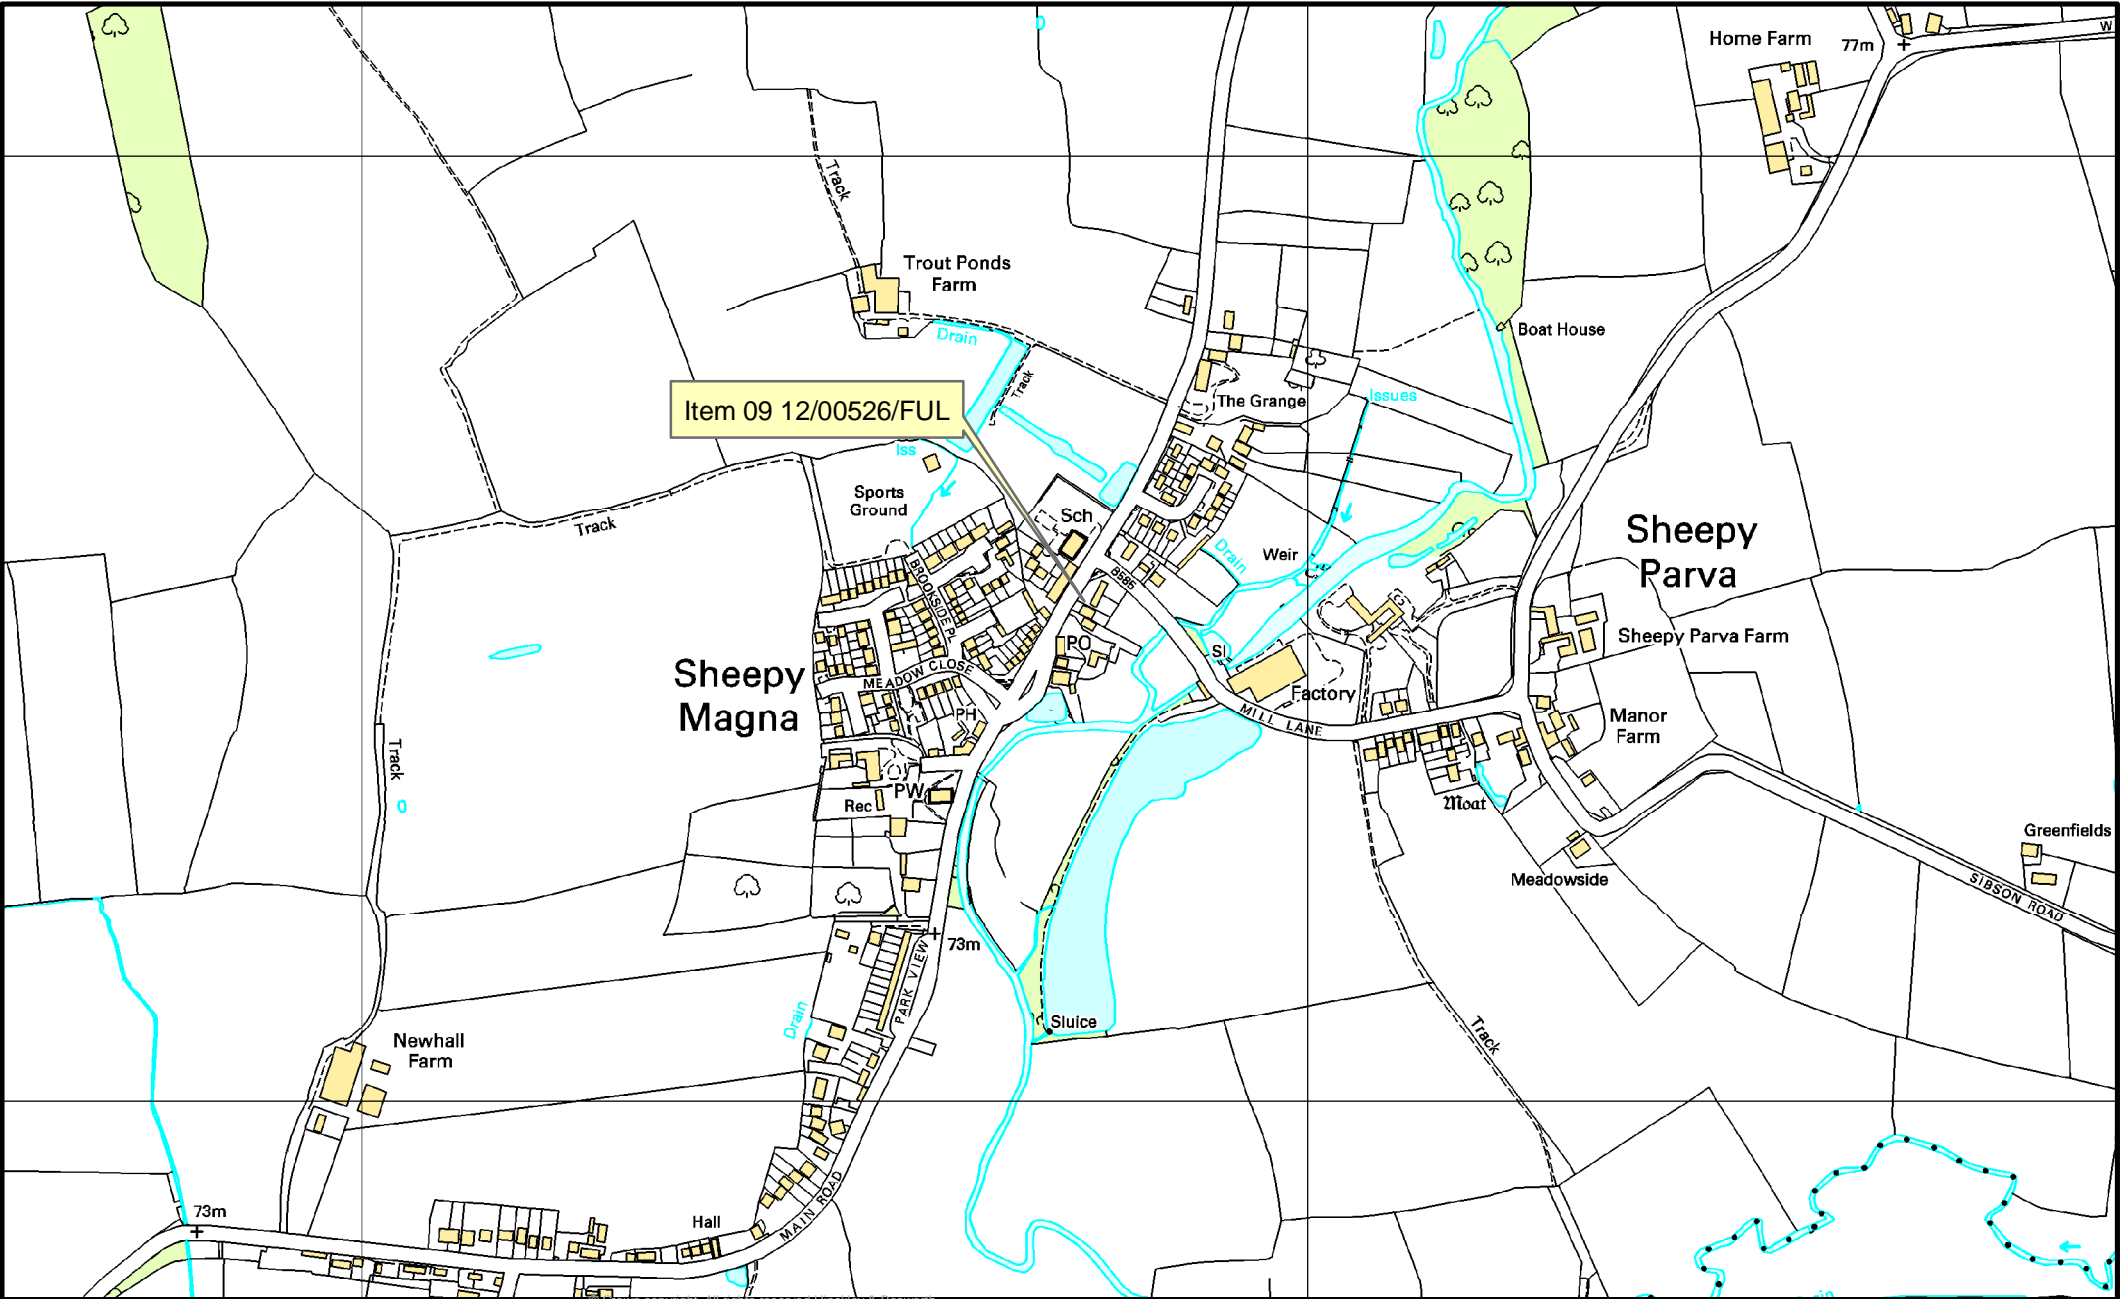 Home Farm
77m
W
Track
Trout Ponds
Farm
Drain
Boat House
Track
Item 09 12/00526/FUL
The Grange
Issues
Iss
Sports
Ground
Sch
Track
Sheepy
Parva
Drain
Weir
B585
BROOKSIDE PL
Sheepy Parva Farm
PO
Sl
Sheepy
Magna
MEADOW CLOSE
Factory
PH
MILL LANE
Manor
Farm
Track
PW
Rec
Moat
Greenfields
Meadowside
SIBSON ROAD
73m
PARK VIEW
Drain
Sluice
Track
Newhall
Farm
73m
Hall
MAIN ROAD